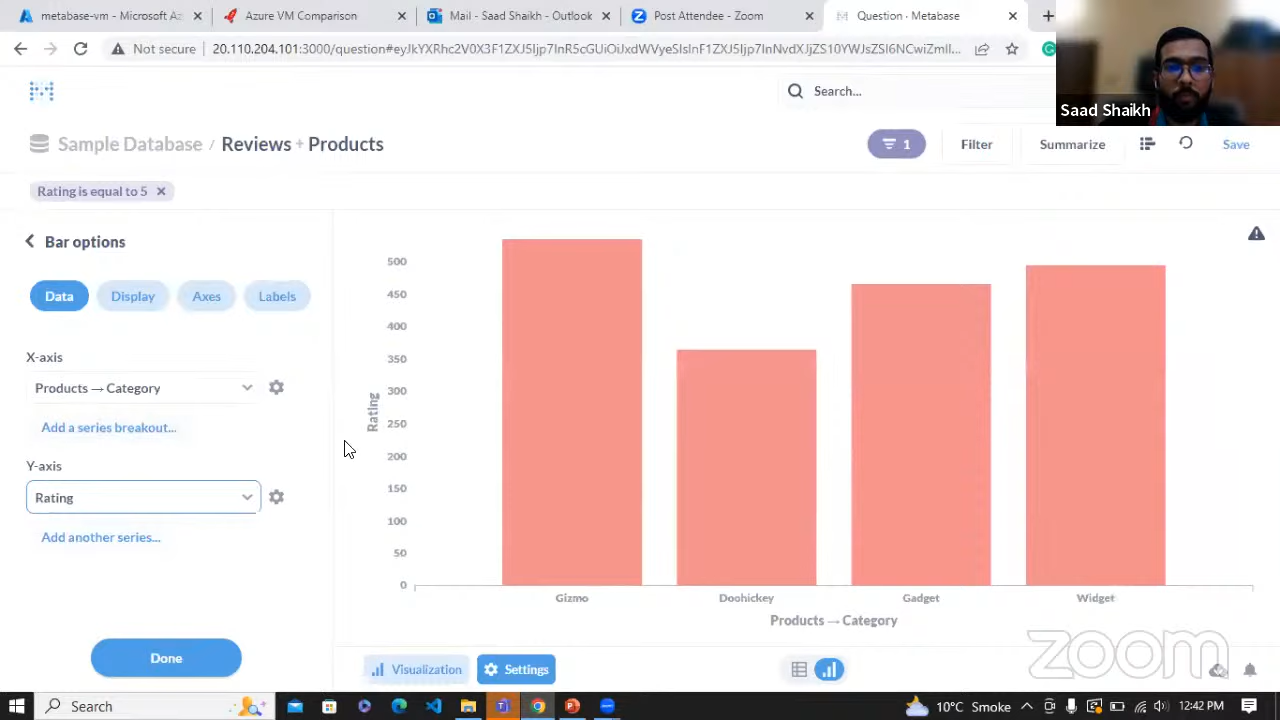 metabase-vm - Microsoft Az
Azure VM Comparison
Mail - Saad Shaikh - Outlook
Post Attendee - Zoom
Question · Metabase
Not secure
20.110.204.101:3000/question#eyJkYXRhc2V0X3F1ZXJ5Ijp7InR5cGUiOiJxdWVyeSIsInF1ZXJ5Ijp7InNvdXJjZS10YWJsZSI6NCwiZmll...
Search...
Saad Shaikh
Sample Database / Reviews + Products
1
Filter
Summarize
Save
Rating is equal to 5
Bar options
Data
Display
Axes
Labels
X-axis
Products → Category
Add a series breakout...
Y-axis
Rating
Add another series...
Done
500
450
400
350
300
250
200
150
100
50
0
Rating
Gizmo
Doohickey
Gadget
Widget
Products → Category
Visualization
Settings
zoom
Search
10°C Smoke
12:42 PM